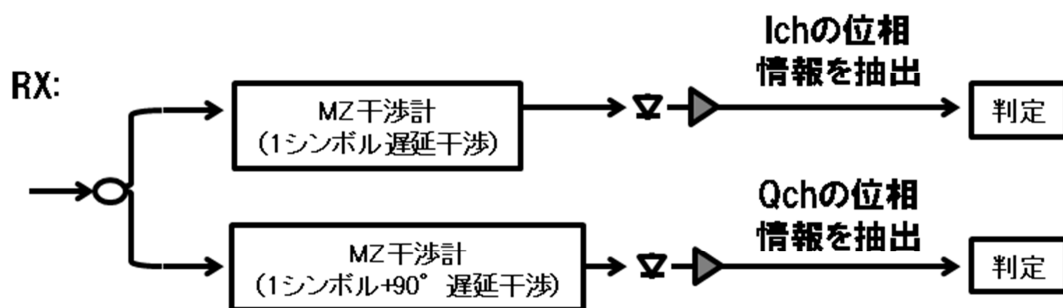 RX:
Ichの位相
情報を抽出
MZ干渉計
(1シンボル遅延干渉)
判定
Qchの位相
情報を抽出
MZ干渉計
(1シンボル+90°遅延干渉)
判定